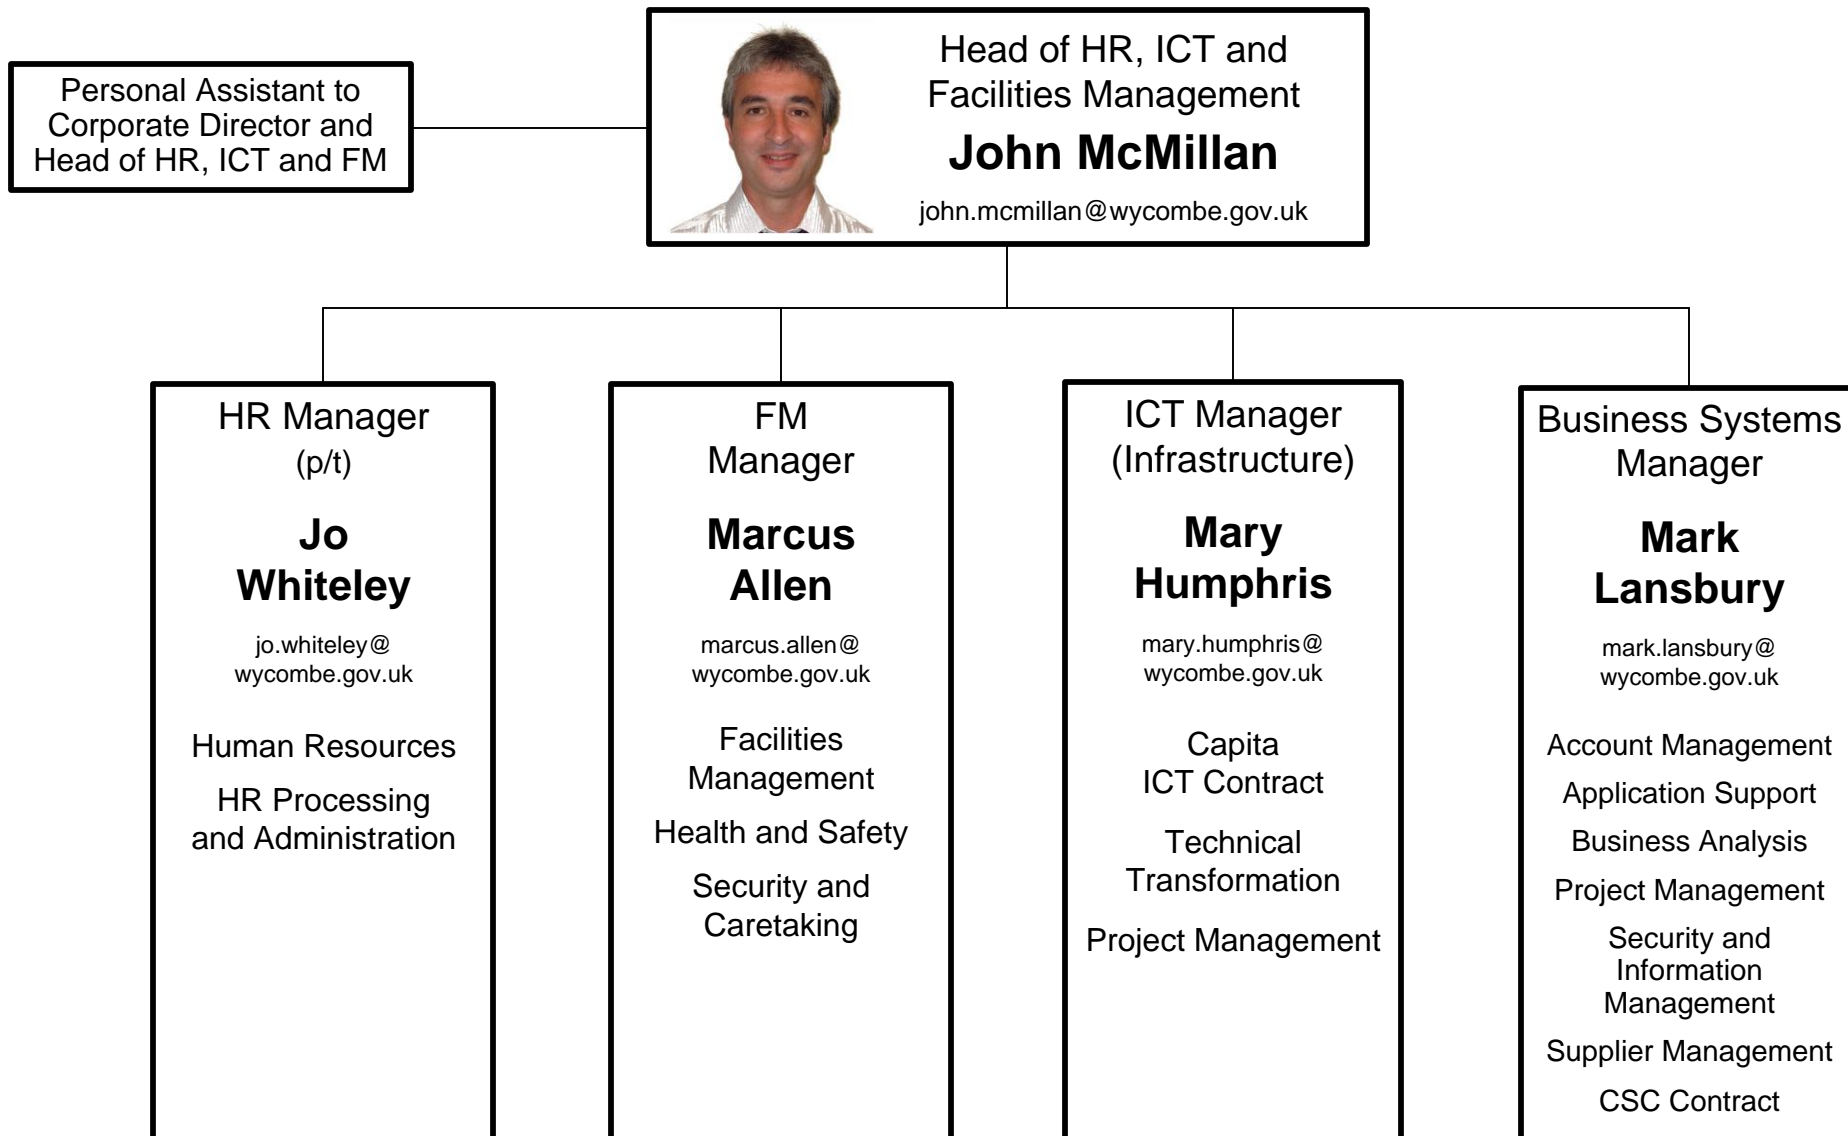 Personal Assistant to
Corporate Director and
Head of HR, ICT and FM
Head of HR, ICT and
Facilities Management
John McMillan
john.mcmillan@wycombe.gov.uk
HR Manager
(p/t)
Jo
Whiteley
jo.whiteley@
wycombe.gov.uk
Human Resources
HR Processing
and Administration
FM
Manager
Marcus
Allen
marcus.allen@
wycombe.gov.uk
Facilities
Management
Health and Safety
Security and
Caretaking
ICT Manager
(Infrastructure)
Mary
Humphris
mary.humphris@
wycombe.gov.uk
Capita
ICT Contract
Technical
Transformation
Project Management
Business Systems
Manager
Mark
Lansbury
mark.lansbury@
wycombe.gov.uk
Account Management
Application Support
Business Analysis
Project Management
Security and
Information
Management
Supplier Management
CSC Contract